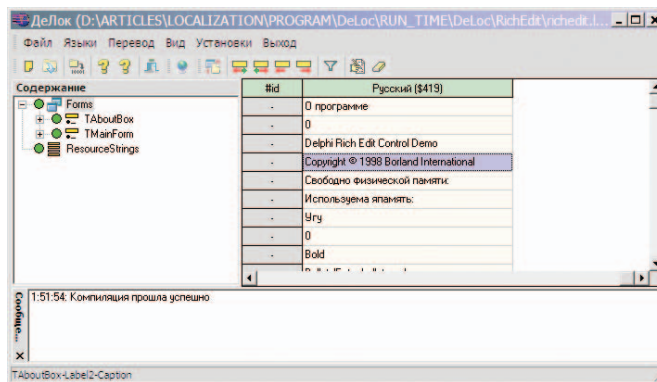 ДеЛок (D:\ARTICLES\LOCALIZATION\PROGRAM\DeLoc\RUN_TIME\DeLoc\RichEdit\richedit.l...
Файл Языки Перевод Вид Установки Выход
Содержание
Forms
TAboutBox
TMainForm
ResourceStrings
#id Русский ($419)
- О программе
- 0
- Delphi Rich Edit Control Demo
- Copyright © 1998 Borland International
- Свободно физической памяти:
- Используема япамять:
- Угу
- 0
- Bold
Сообще...
1:51:54: Компиляция прошла успешно
TAboutBox-Label2-Caption